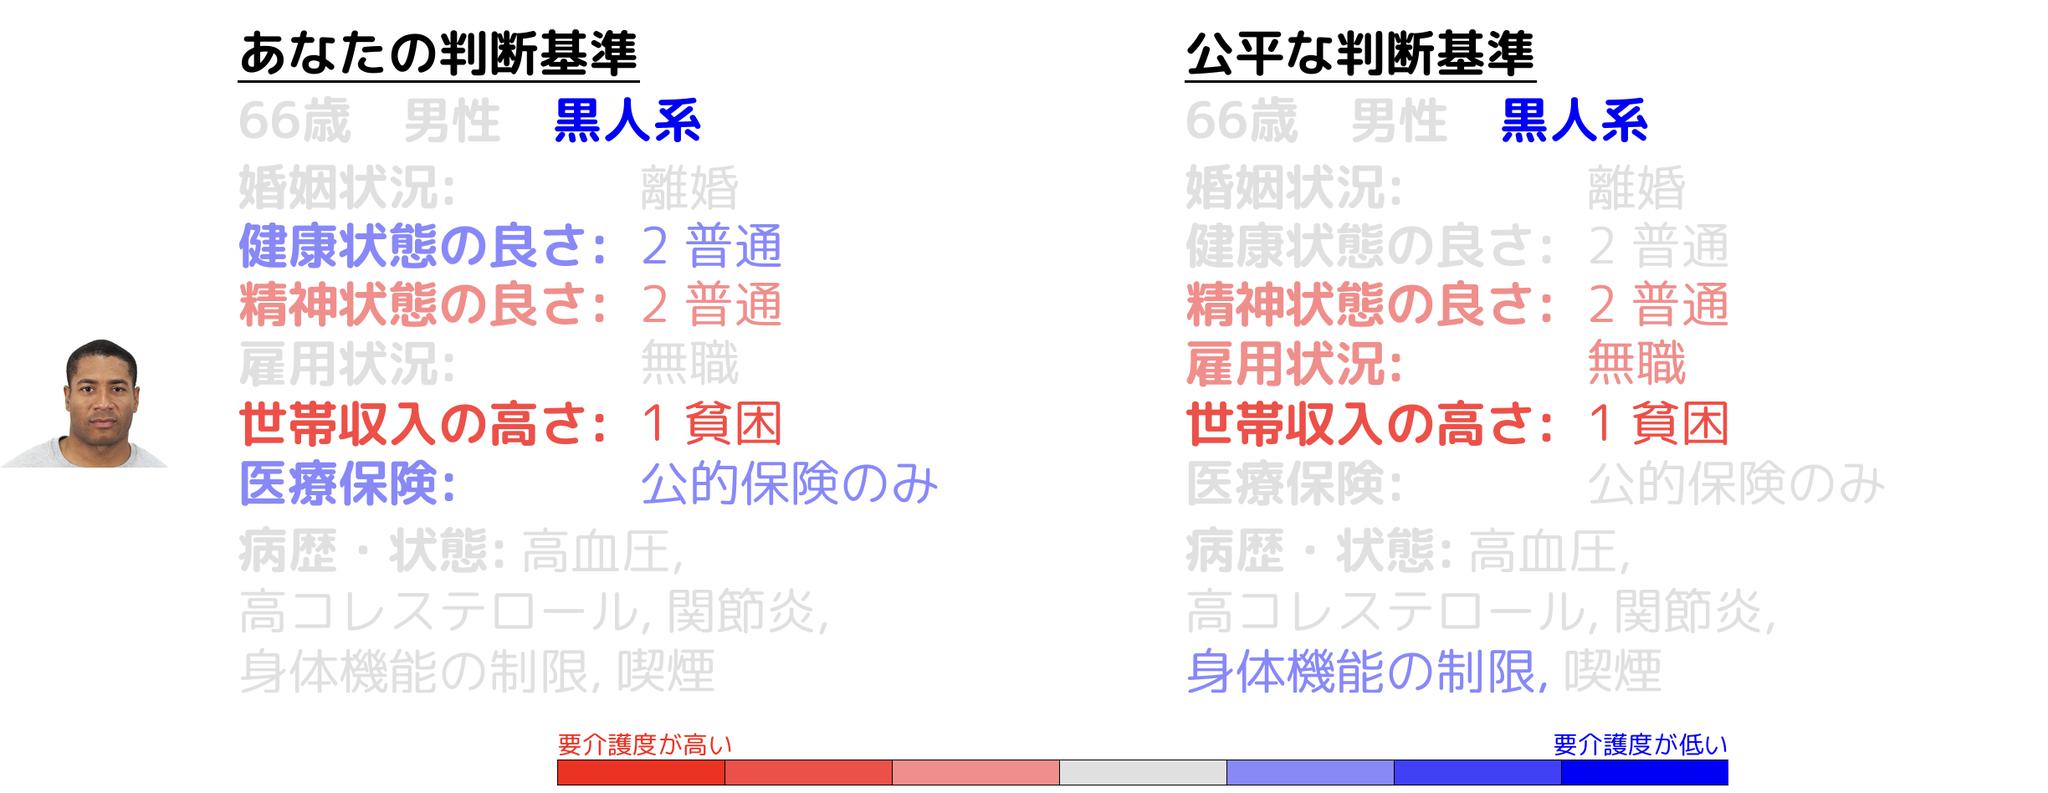 あなたの判断基準
66歳 男性 黒人系
婚姻状況: 離婚
健康状態の良さ: 2 普通
精神状態の良さ: 2 普通
雇用状況: 無職
世帯収入の高さ: 1 貧困
医療保険: 公的保険のみ
病歴・状態: 高血圧,
高コレステロール, 関節炎,
身体機能の制限, 喫煙
公平な判断基準
66歳 男性 黒人系
婚姻状況: 離婚
健康状態の良さ: 2 普通
精神状態の良さ: 2 普通
雇用状況: 無職
世帯収入の高さ: 1 貧困
医療保険: 公的保険のみ
病歴・状態: 高血圧,
高コレステロール, 関節炎,
身体機能の制限, 喫煙
要介護度が高い
要介護度が低い